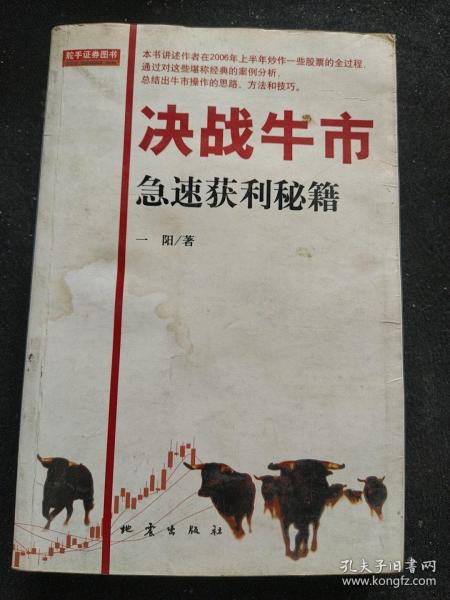 舵手证券图书
本书讲述作者在2006年上半年炒作一些股票的全过程，
通过对这些堪称经典的案例分析，
总结出牛市操作的思路、方法和技巧。
决战牛市
急速获利秘籍
一 阳/著
地震出版社
孔夫子旧书网
www.kongfz.com